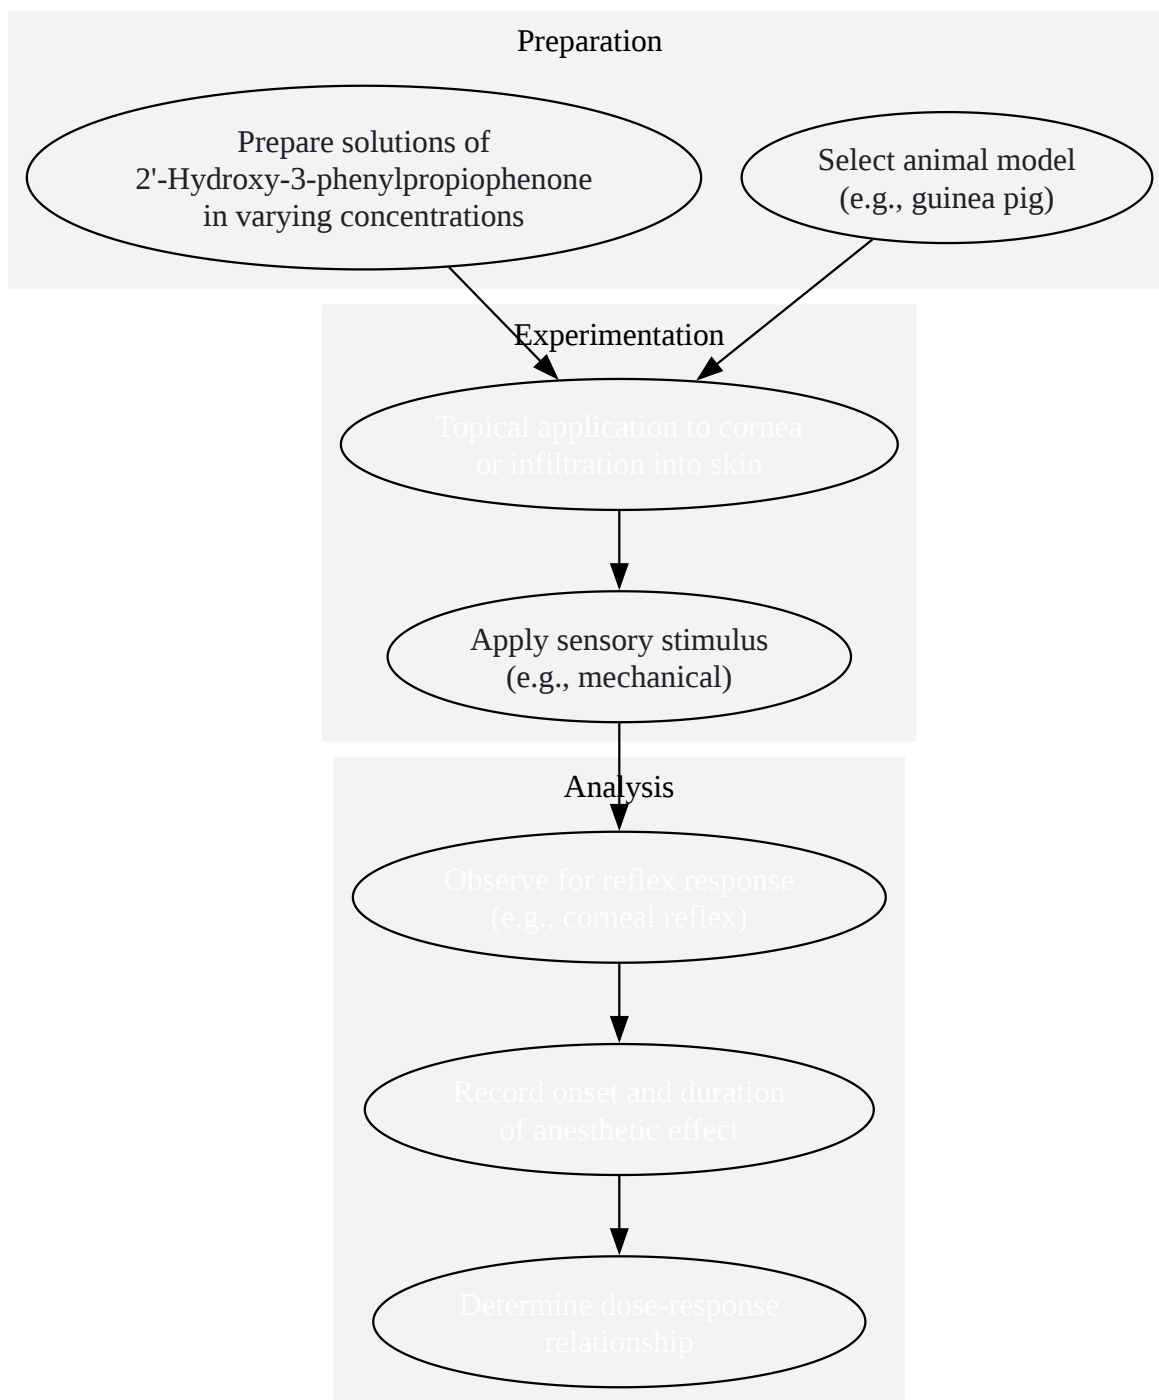 Preparation
Prepare solutions of
2'-Hydroxy-3-phenylpropiophenone
in varying concentrations
Select animal model
(e.g., guinea pig)
Experimentation
Topical application to cornea
or infiltration into skin
Apply sensory stimulus
(e.g., mechanical)
Analysis
Observe for reflex response
(e.g., corneal reflex)
Record onset and duration
of anesthetic effect
Determine dose-response
relationship